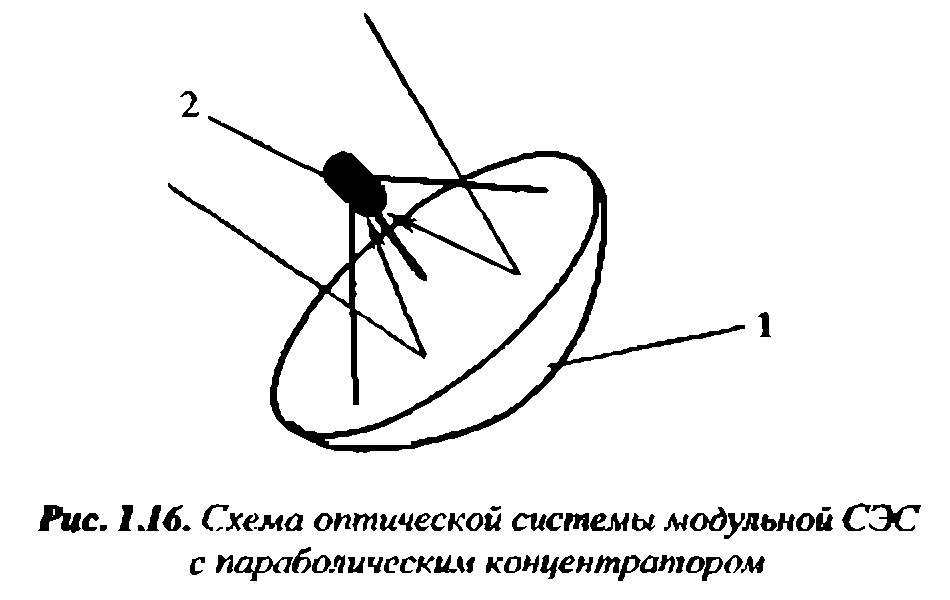 2
1
Рис. 1.16. Схема оптической системы модульной СЭС
с параболическим концентратором